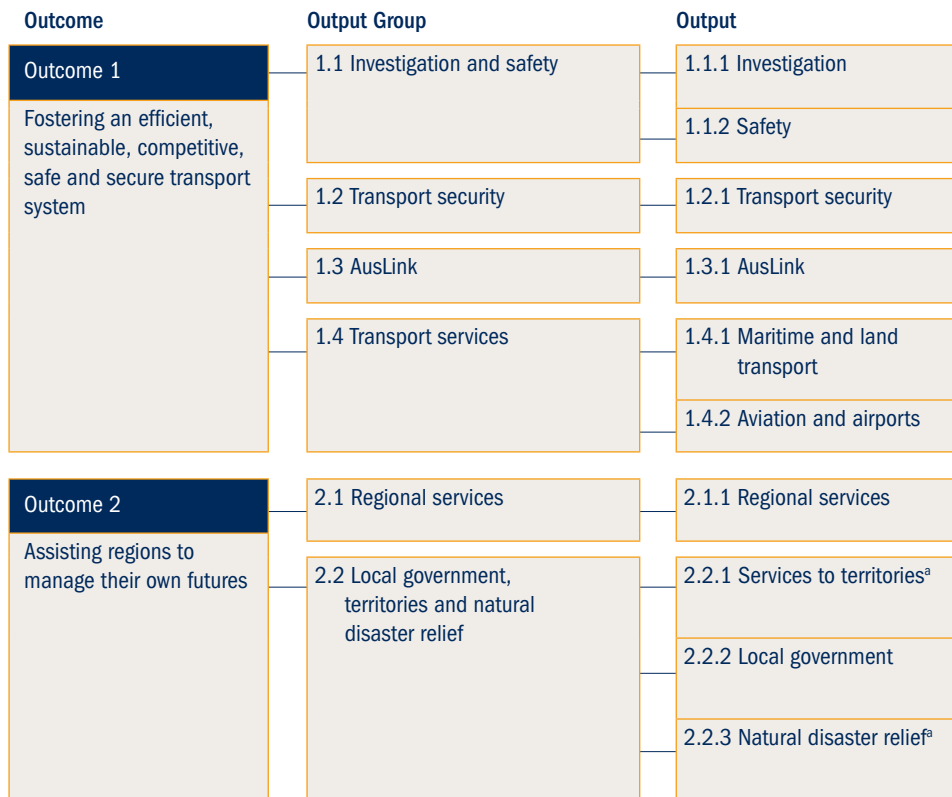 Outcome Output Group Output
Outcome 1
Fostering an efficient,
sustainable, competitive,
safe and secure transport
system
1.1 Investigation and safety
1.1.1 Investigation
1.1.2 Safety
1.2 Transport security
1.2.1 Transport security
1.3 AusLink
1.3.1 AusLink
1.4 Transport services
1.4.1 Maritime and land
transport
1.4.2 Aviation and airports
Outcome 2
Assisting regions to
manage their own futures
2.1 Regional services
2.1.1 Regional services
2.2 Local government,
territories and natural
disaster relief
2.2.1 Services to territoriesᵃ
2.2.2 Local government
2.2.3 Natural disaster reliefᵃ